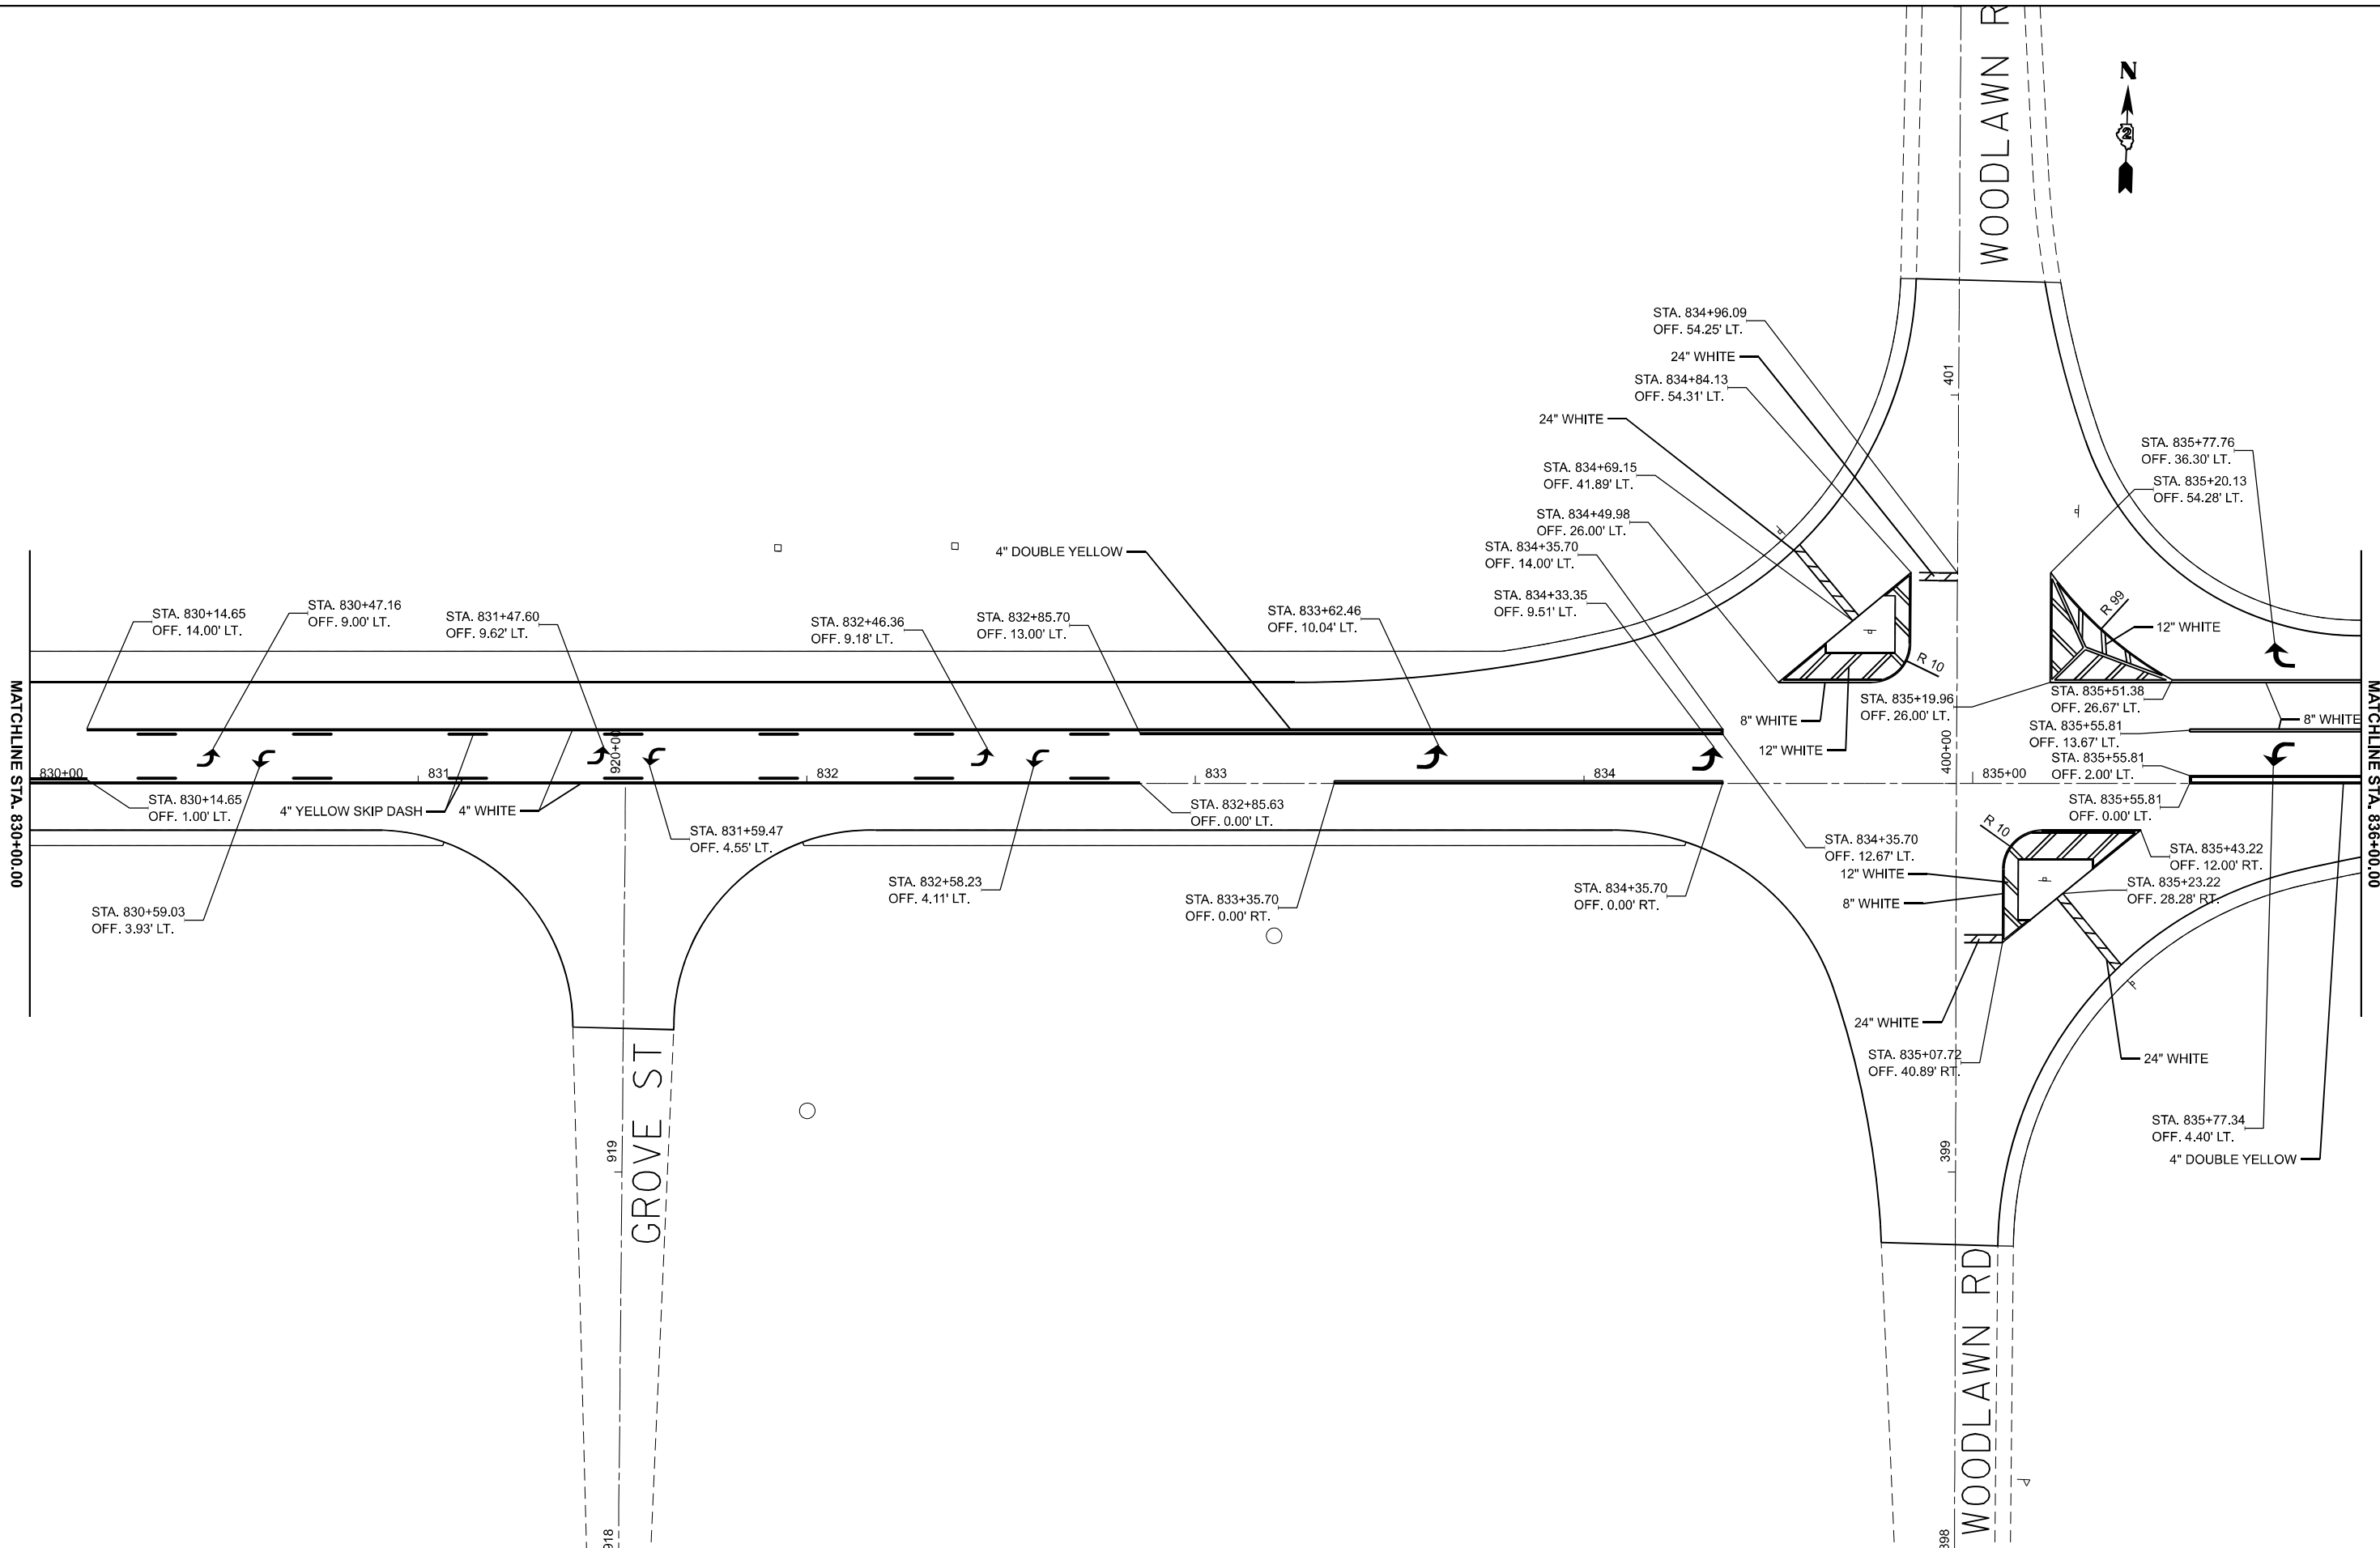 WOODLAWN R
N
2
STA. 834+96.09
OFF. 54.25' LT.
24" WHITE
STA. 834+84.13
OFF. 54.31' LT.
401
24" WHITE
STA. 834+69.15
OFF. 41.89' LT.
STA. 835+77.76
OFF. 36.30' LT.
STA. 835+20.13
OFF. 54.28' LT.
STA. 834+49.98
OFF. 26.00' LT.
STA. 834+35.70
OFF. 14.00' LT.
STA. 834+33.35
OFF. 9.51' LT.
4" DOUBLE YELLOW
STA. 830+14.65
OFF. 14.00' LT.
STA. 830+47.16
OFF. 9.00' LT.
STA. 831+47.60
OFF. 9.62' LT.
STA. 832+46.36
OFF. 9.18' LT.
STA. 832+85.70
OFF. 13.00' LT.
STA. 833+62.46
OFF. 10.04' LT.
R 99
12" WHITE
R 10
MATCHLINE STA. 830+00.00
MATCHLINE STA. 836+00.00
8" WHITE
12" WHITE
STA. 835+19.96
OFF. 26.00' LT.
STA. 835+51.38
OFF. 26.67' LT.
8" WHITE
STA. 835+55.81
OFF. 13.67' LT.
STA. 835+55.81
OFF. 2.00' LT.
STA. 835+55.81
OFF. 0.00' LT.
830+00
831
920+00
832
833
834
400+00
835+00
STA. 830+14.65
OFF. 1.00' LT.
4" YELLOW SKIP DASH
4" WHITE
STA. 831+59.47
OFF. 4.55' LT.
STA. 832+85.63
OFF. 0.00' LT.
R 10
STA. 834+35.70
OFF. 12.67' LT.
12" WHITE
8" WHITE
STA. 835+43.22
OFF. 12.00' RT.
STA. 835+23.22
OFF. 28.28' RT.
STA. 830+59.03
OFF. 3.93' LT.
STA. 832+58.23
OFF. 4.11' LT.
STA. 833+35.70
OFF. 0.00' RT.
STA. 834+35.70
OFF. 0.00' RT.
24" WHITE
STA. 835+07.72
OFF. 40.89' RT.
24" WHITE
STA. 835+77.34
OFF. 4.40' LT.
4" DOUBLE YELLOW
919
GROVE ST
399
WOODLAWN RD
918
398